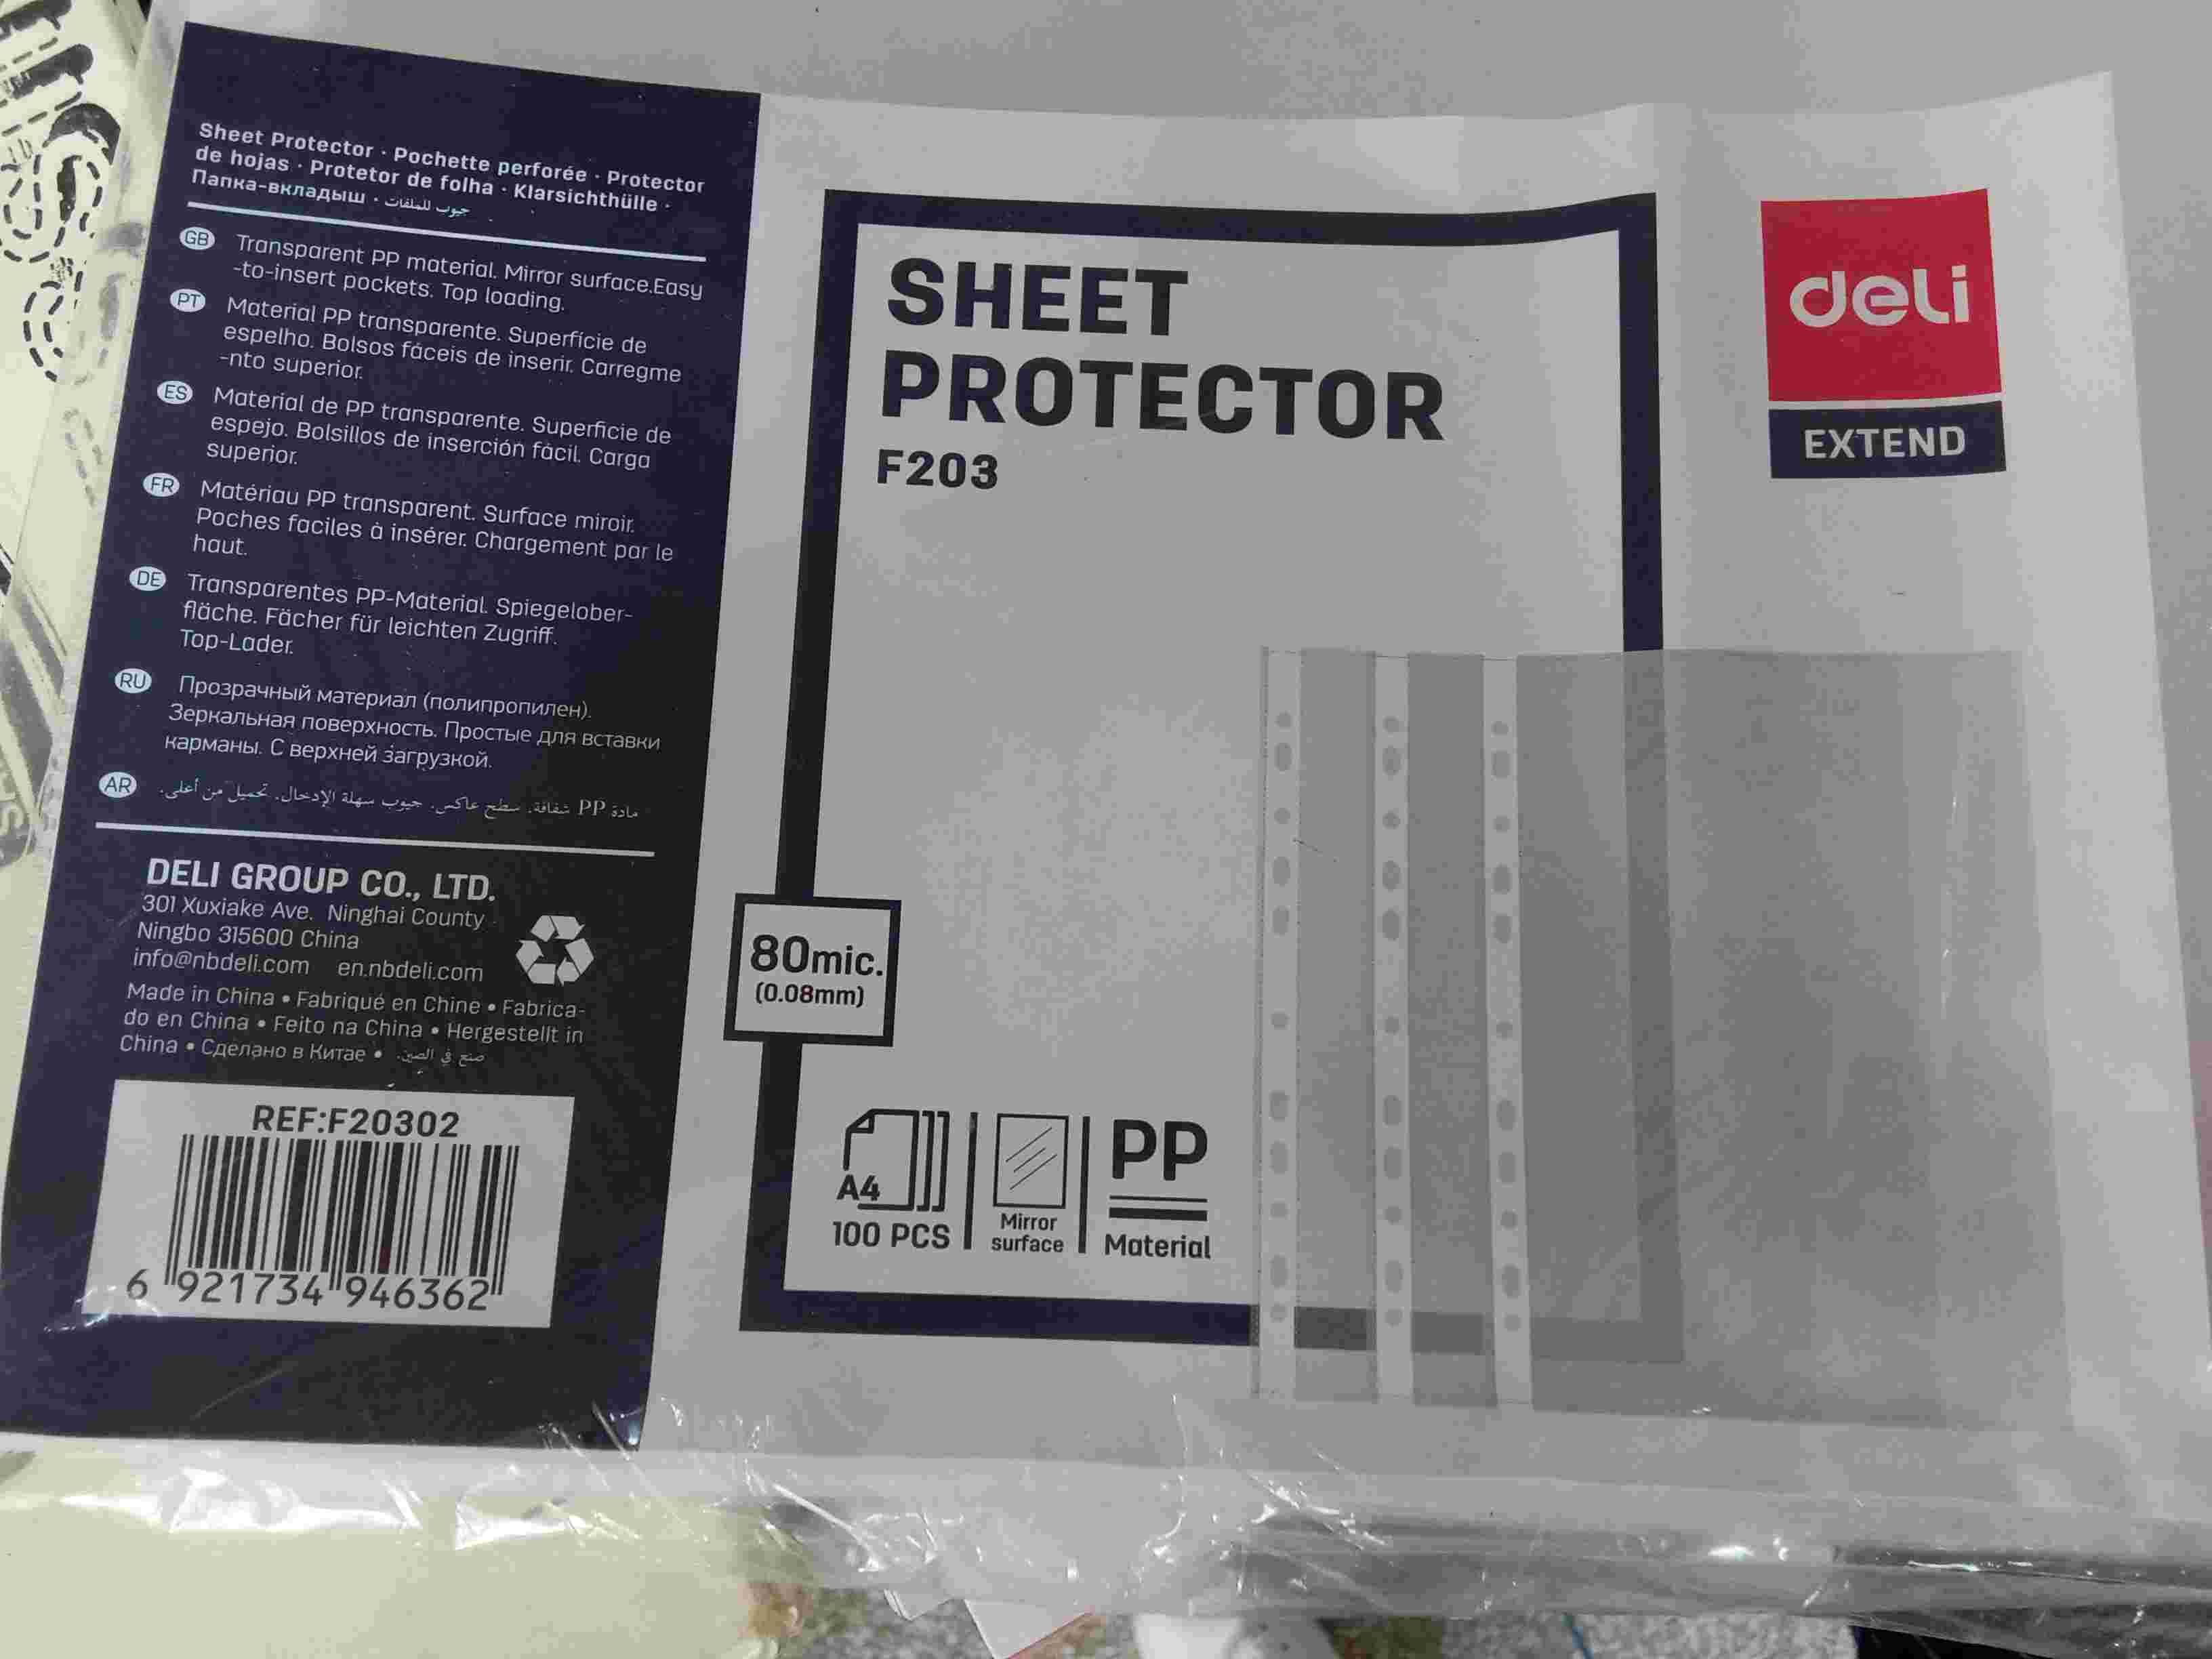 Sheet Protector · Pochette perforée · Protector
de hojas · Protetor de folha · Klarsichthülle ·
Папка-вкладыш · جيوب للملفات
GB Transparent PP material. Mirror surface.Easy
-to-insert pockets. Top loading.
PT Material PP transparente. Superfície de
espelho. Bolsos fáceis de inserir. Carregme
-nto superior.
ES Material de PP transparente. Superficie de
espejo. Bolsillos de inserción fácil. Carga
superior.
FR Matériau PP transparent. Surface miroir.
Poches faciles à insérer. Chargement par le
haut.
DE Transparentes PP-Material. Spiegelober-
fläche. Fächer für leichten Zugriff.
Top-Lader.
RU Прозрачный материал (полипропилен).
Зеркальная поверхность. Простые для вставки
карманы. С верхней загрузкой.
AR مادة PP شفافة. سطح عاكس. جيوب سهلة الإدخال. تحميل من أعلى.
DELI GROUP CO., LTD.
301 Xuxiake Ave. Ninghai County
Ningbo 315600 China
info@nbdeli.com en.nbdeli.com
Made in China • Fabriqué en Chine • Fabrica-
do en China • Feito na China • Hergestellt in
China • Сделано в Китае • صنع في الصين.
REF:F20302
6 921734 946362
SHEET
PROTECTOR
F203
80mic.
(0.08mm)
A4
100 PCS
Mirror
surface
PP
Material
deli
EXTEND